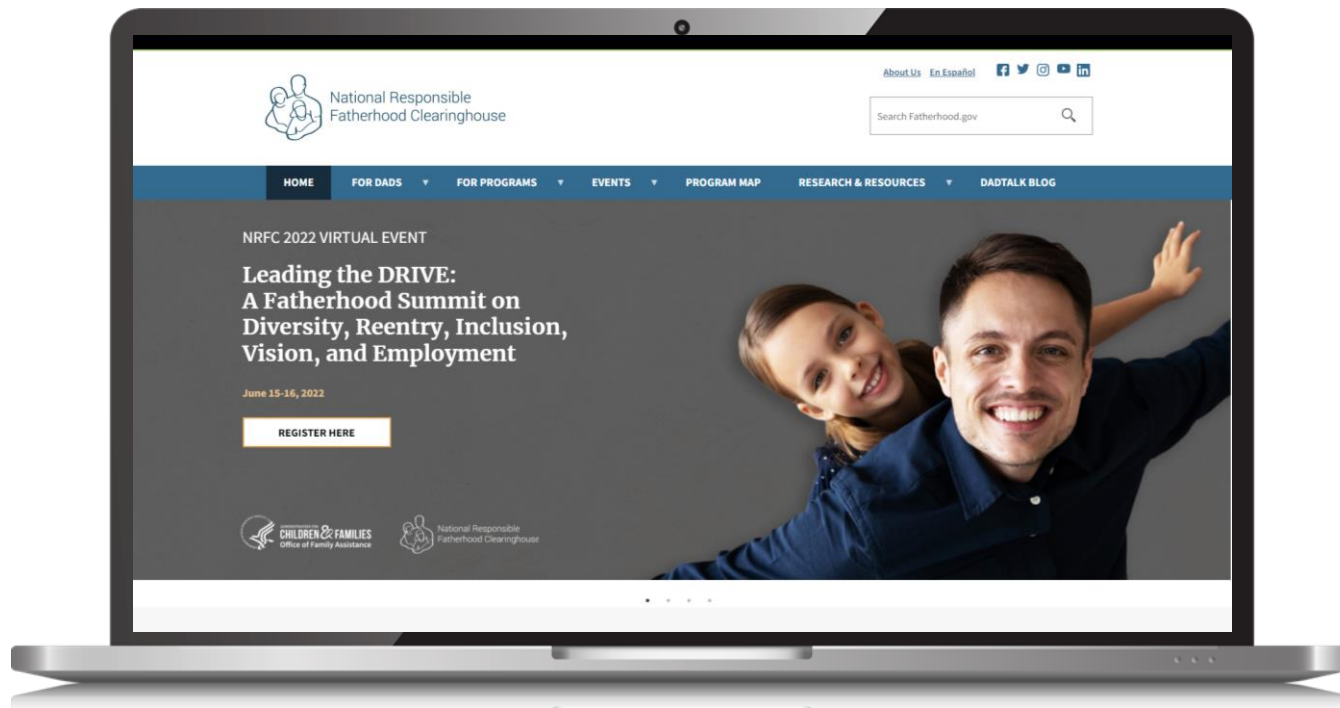 About Us En Español
National Responsible
Fatherhood Clearinghouse
Search Fatherhood.gov
HOME FOR DADS FOR PROGRAMS EVENTS PROGRAM MAP RESEARCH & RESOURCES DADTALK BLOG
NRFC 2022 VIRTUAL EVENT
Leading the DRIVE:
A Fatherhood Summit on
Diversity, Reentry, Inclusion,
Vision, and Employment
June 15-16, 2022
REGISTER HERE
ADMINISTRATION FOR
CHILDREN & FAMILIES
Office of Family Assistance
National Responsible
Fatherhood Clearinghouse